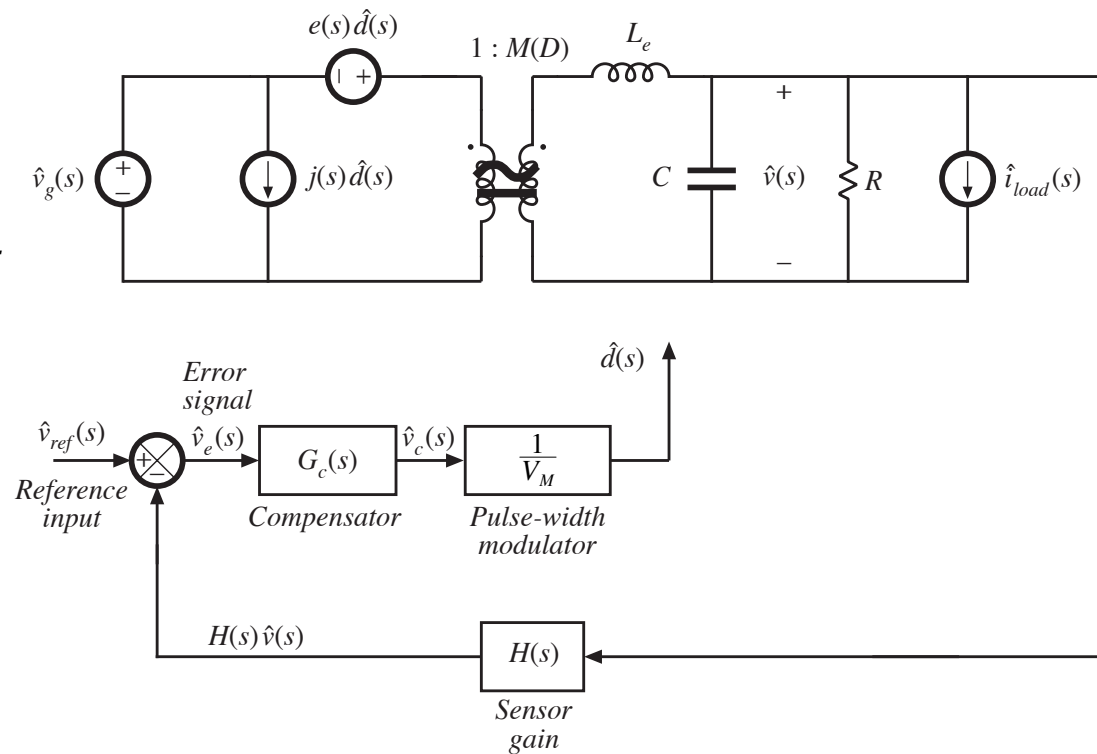 e(s) d̂(s)
1 : M(D)
L_e
+
–
v̂_g(s)
j(s) d̂(s)
C
v̂(s)
R
î_load(s)
d̂(s)
Error
signal
v̂_ref(s)
v̂_e(s)
G_c(s)
v̂_c(s)
1
V_M
Reference
input
Compensator
Pulse-width
modulator
H(s) v̂(s)
H(s)
Sensor
gain